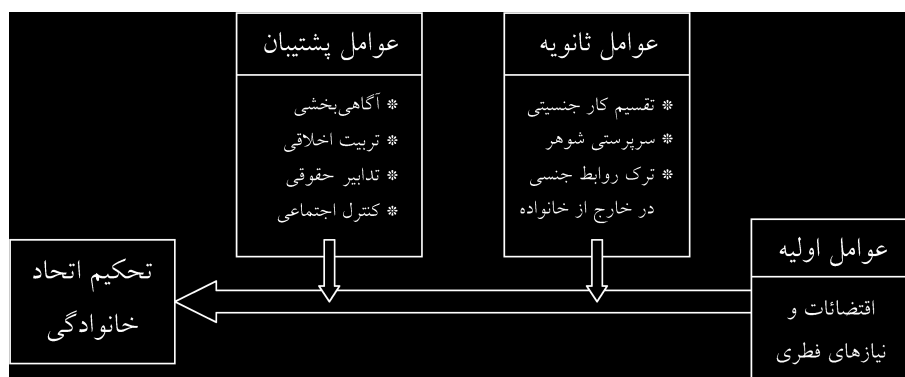 عوامل پشتیبان
* آگاهی‌بخشی
* تربیت اخلاقی
* تدابیر حقوقی
* کنترل اجتماعی
عوامل ثانویه
* تقسیم کار جنسیتی
* سرپرستی شوهر
* ترک روابط جنسی
در خارج از خانواده
عوامل اولیه
اقتضائات و
نیازهای فطری
تحکیم اتحاد
خانوادگی